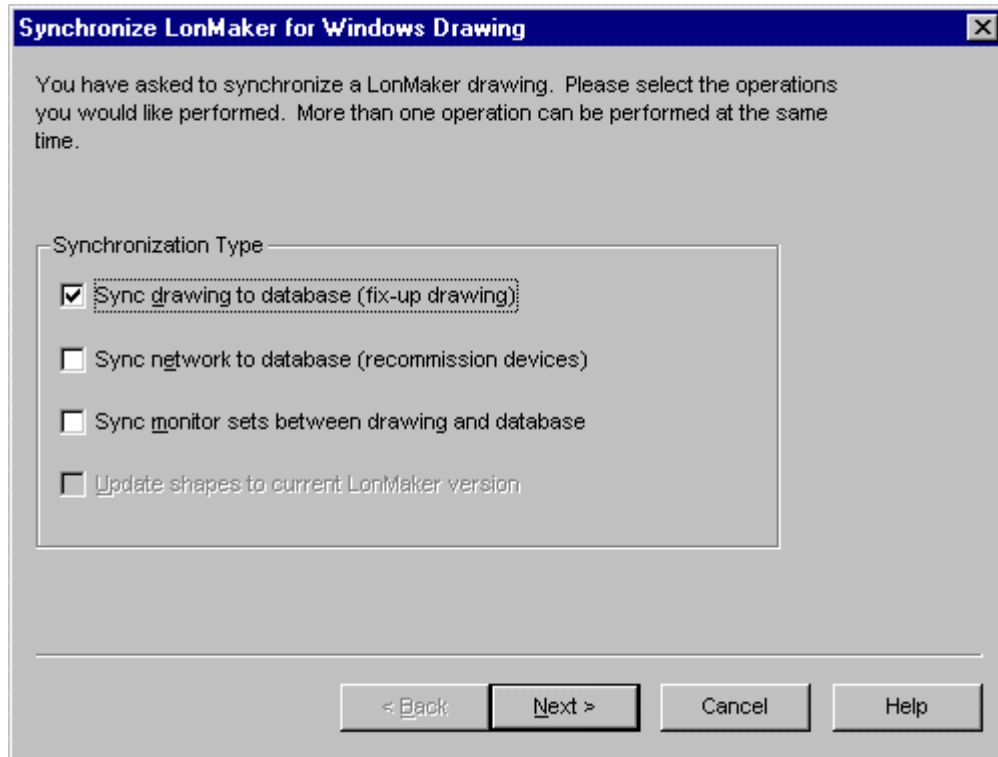 Synchronize LonMaker for Windows Drawing
You have asked to synchronize a LonMaker drawing. Please select the operations
you would like performed. More than one operation can be performed at the same
time.
Synchronization Type
Sync drawing to database (fix-up drawing)
Sync network to database (recommission devices)
Sync monitor sets between drawing and database
Update shapes to current LonMaker version
< Back Next > Cancel Help